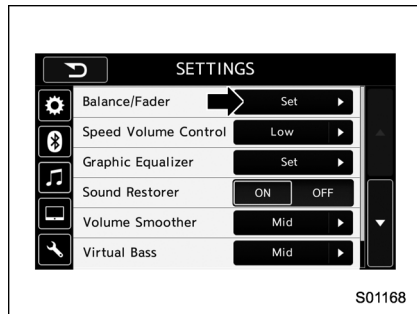 SETTINGS
Balance/Fader Set
Speed Volume Control Low
Graphic Equalizer Set
Sound Restorer ON OFF
Volume Smoother Mid
Virtual Bass Mid
S01168